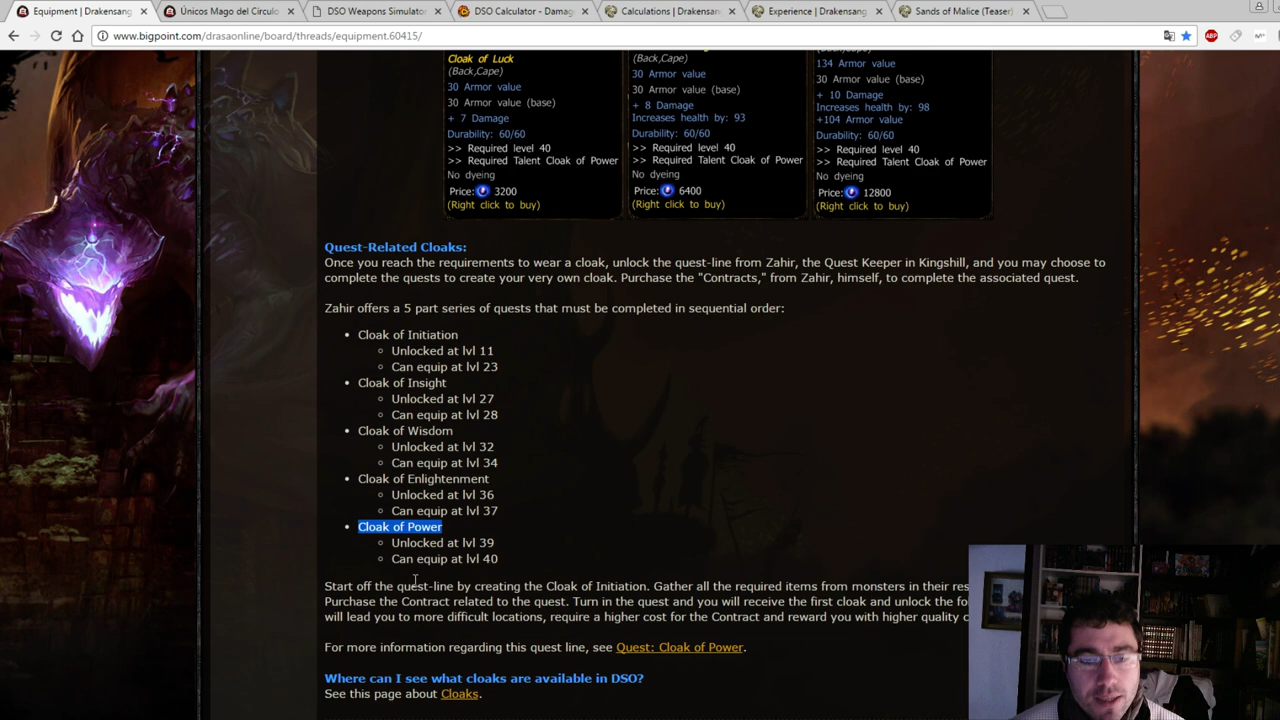 Equipment | Drakensang
Únicos Mago del Circulo
DSO Weapons Simulator
DSO Calculator - Damag
Calculations | Drakensan
Experience | Drakensang
Sands of Malice (Teaser)
www.bigpoint.com/drasaonline/board/threads/equipment.60415/
Cloak of Luck
(Back,Cape)
30 Armor value
30 Armor value (base)
+ 7 Damage
Durability: 60/60
>> Required level 40
>> Required Talent Cloak of Power
No dyeing
Price: 3200
(Right click to buy)
(Back,Cape)
30 Armor value
30 Armor value (base)
+ 8 Damage
Increases health by: 93
Durability: 60/60
>> Required level 40
>> Required Talent Cloak of Power
No dyeing
Price: 6400
(Right click to buy)
134 Armor value
30 Armor value (base)
+ 10 Damage
Increases health by: 98
+104 Armor value
Durability: 60/60
>> Required level 40
>> Required Talent Cloak of Power
No dyeing
Price: 12800
(Right click to buy)
Quest-Related Cloaks:
Once you reach the requirements to wear a cloak, unlock the quest-line from Zahir, the Quest Keeper in Kingshill, and you may choose to
complete the quests to create your very own cloak. Purchase the "Contracts," from Zahir, himself, to complete the associated quest.
Zahir offers a 5 part series of quests that must be completed in sequential order:
• Cloak of Initiation
○ Unlocked at lvl 11
○ Can equip at lvl 23
• Cloak of Insight
○ Unlocked at lvl 27
○ Can equip at lvl 28
• Cloak of Wisdom
○ Unlocked at lvl 32
○ Can equip at lvl 34
• Cloak of Enlightenment
○ Unlocked at lvl 36
○ Can equip at lvl 37
• Cloak of Power
○ Unlocked at lvl 39
○ Can equip at lvl 40
Start off the quest-line by creating the Cloak of Initiation. Gather all the required items from monsters in their res
Purchase the Contract related to the quest. Turn in the quest and you will receive the first cloak and unlock the fo
will lead you to more difficult locations, require a higher cost for the Contract and reward you with higher quality c
For more information regarding this quest line, see Quest: Cloak of Power.
Where can I see what cloaks are available in DSO?
See this page about Cloaks.